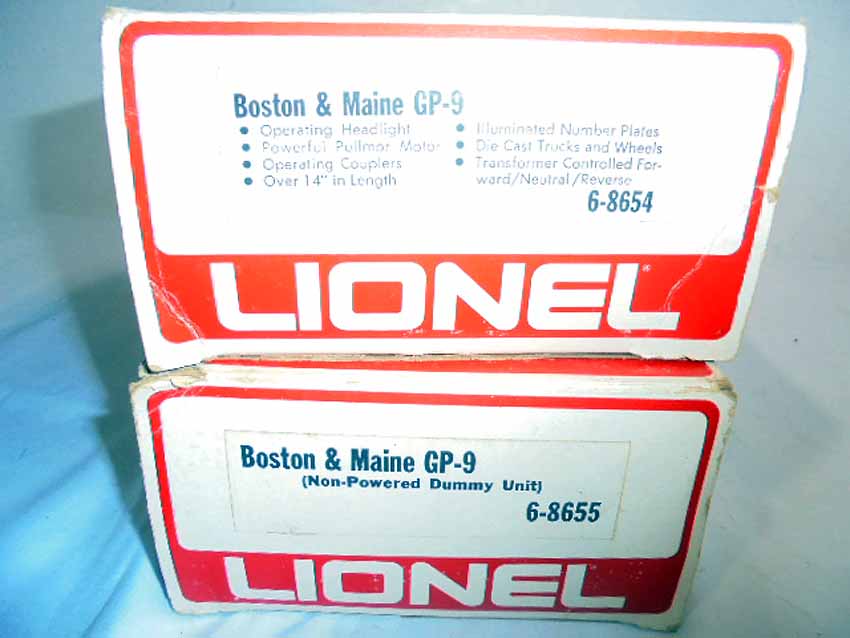 Boston & Maine GP-9
• Operating Headlight
• Powerful Pullmor Motor
• Operating Couplers
• Over 14" in Length
• Illuminated Number Plates
• Die Cast Trucks and Wheels
• Transformer Controlled For-
ward/Neutral/Reverse
6-8654
LIONEL®
Boston & Maine GP-9
(Non-Powered Dummy Unit)
6-8655
LIONEL